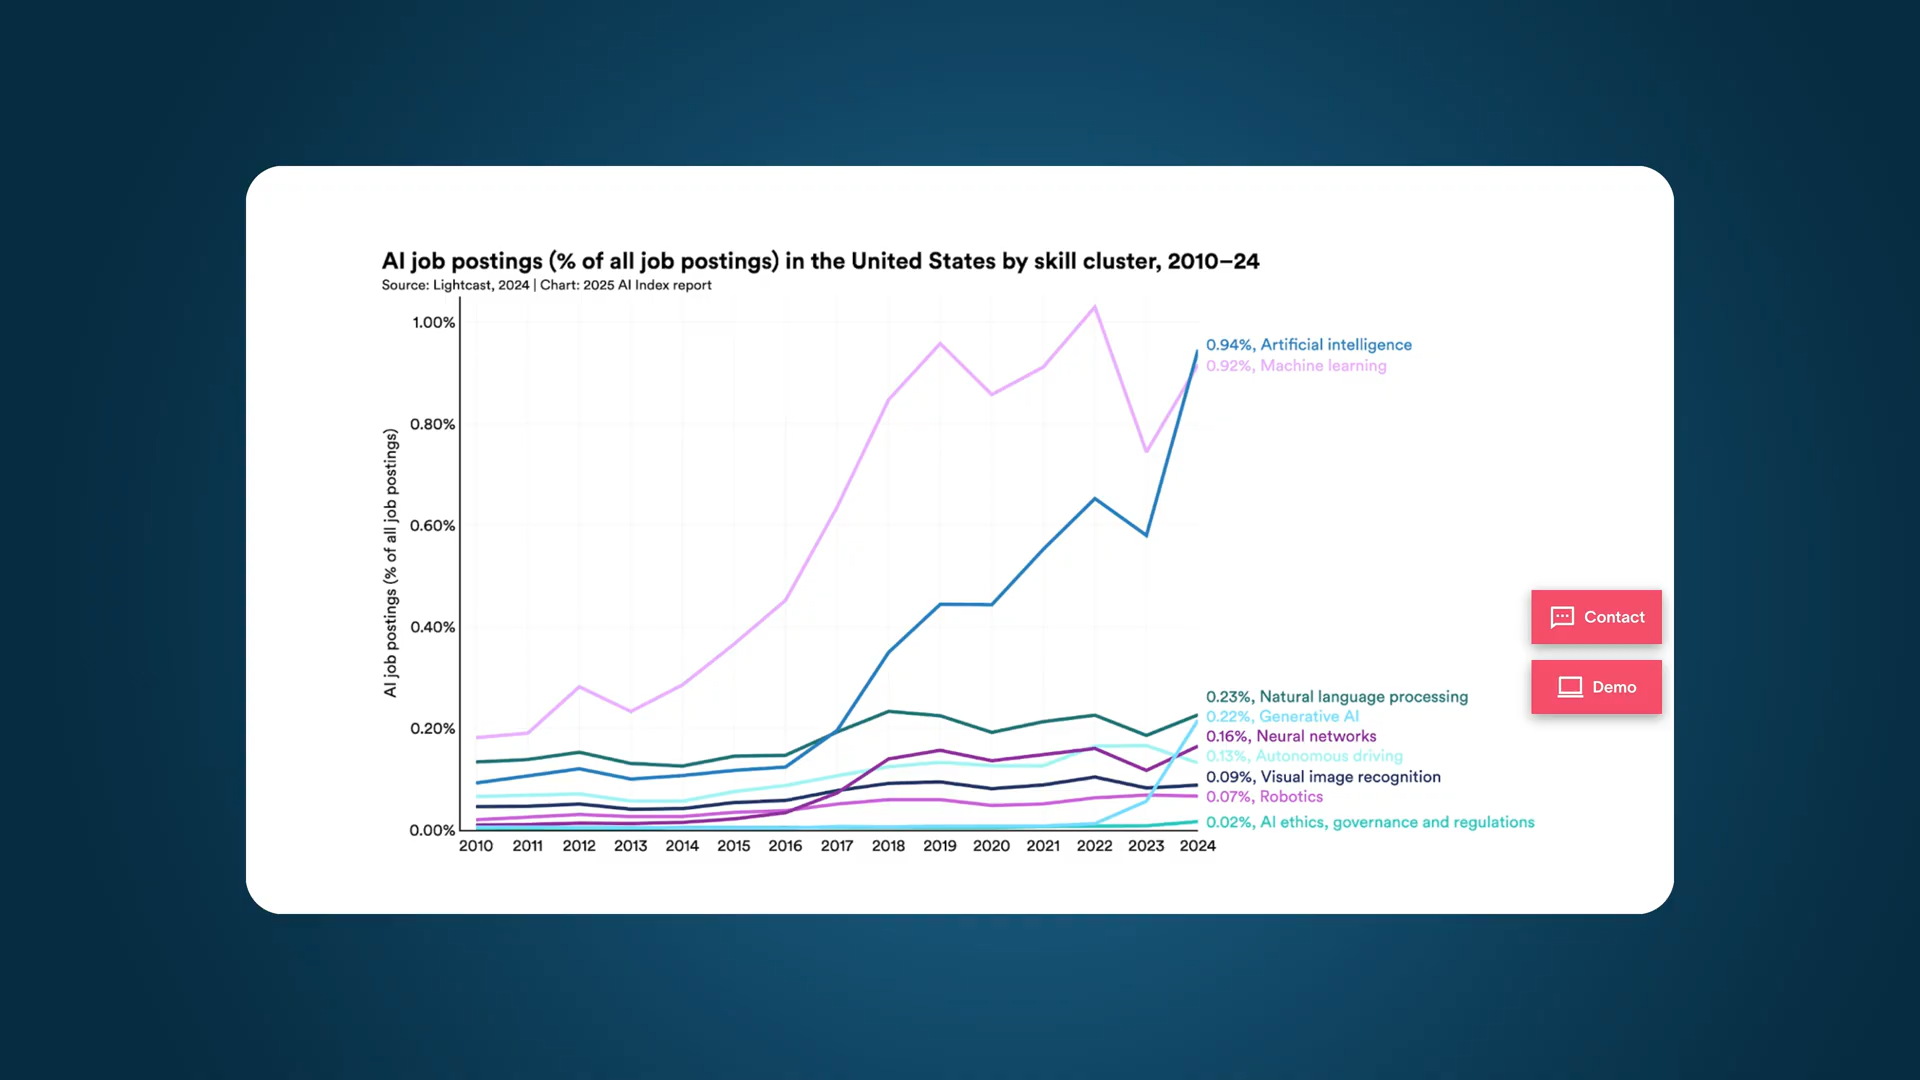 AI job postings (% of all job postings) in the United States by skill cluster, 2010–24
Source: Lightcast, 2024 | Chart: 2025 AI Index report
AI job postings (% of all job postings)
1.00%
0.80%
0.60%
0.40%
0.20%
0.00%
2010 2011 2012 2013 2014 2015 2016 2017 2018 2019 2020 2021 2022 2023 2024
0.94%, Artificial intelligence
0.92%, Machine learning
0.23%, Natural language processing
0.22%, Generative AI
0.16%, Neural networks
0.13%, Autonomous driving
0.09%, Visual image recognition
0.07%, Robotics
0.02%, AI ethics, governance and regulations
Contact
Demo